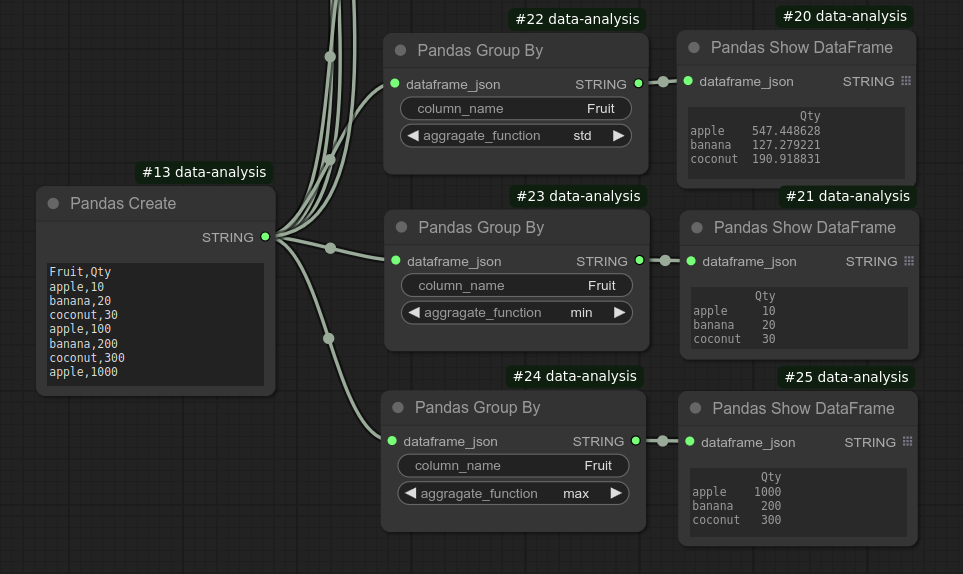 #22 data-analysis
Pandas Group By
dataframe_json STRING
column_name Fruit
aggregate_function std
#20 data-analysis
Pandas Show DataFrame
dataframe_json STRING
Qty
apple 547.448628
banana 127.279221
coconut 190.918831
#13 data-analysis
Pandas Create
STRING
Fruit,Qty
apple,10
banana,20
coconut,30
apple,100
banana,200
coconut,300
apple,1000
#23 data-analysis
Pandas Group By
dataframe_json STRING
column_name Fruit
aggregate_function min
#21 data-analysis
Pandas Show DataFrame
dataframe_json STRING
Qty
apple 10
banana 20
coconut 30
#24 data-analysis
Pandas Group By
dataframe_json STRING
column_name Fruit
aggregate_function max
#25 data-analysis
Pandas Show DataFrame
dataframe_json STRING
Qty
apple 1000
banana 200
coconut 300